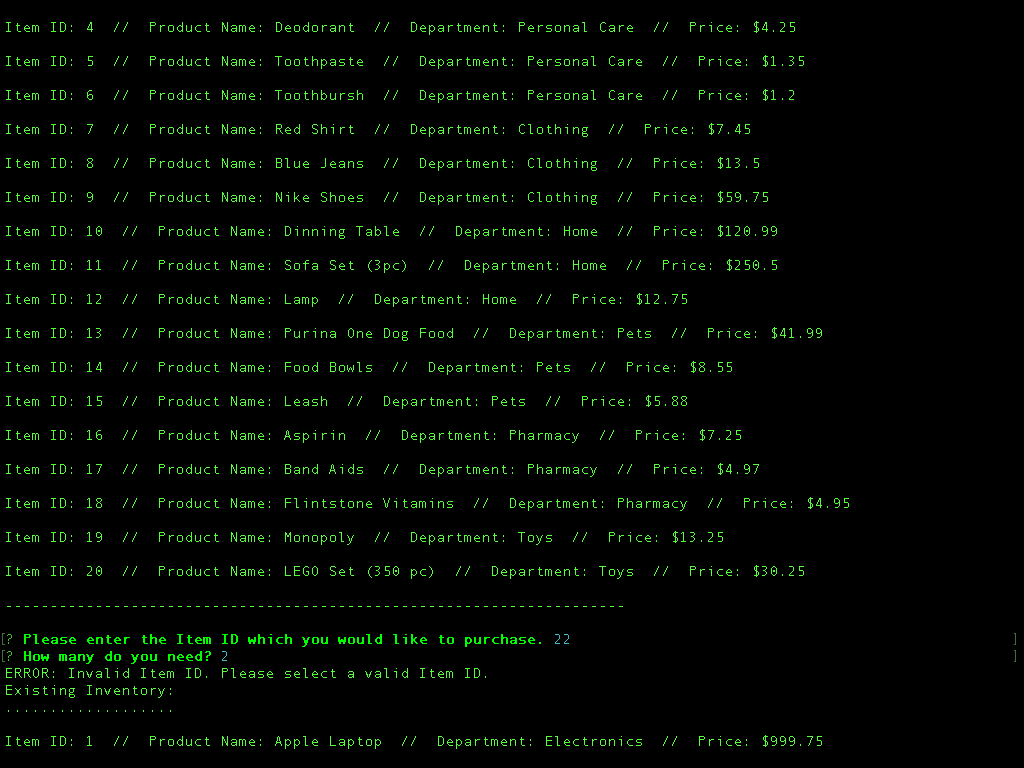 Item ID: 4  //  Product Name: Deodorant  //  Department: Personal Care  //  Price: $4.25
Item ID: 5  //  Product Name: Toothpaste  //  Department: Personal Care  //  Price: $1.35
Item ID: 6  //  Product Name: Toothbursh  //  Department: Personal Care  //  Price: $1.2
Item ID: 7  //  Product Name: Red Shirt  //  Department: Clothing  //  Price: $7.45
Item ID: 8  //  Product Name: Blue Jeans  //  Department: Clothing  //  Price: $13.5
Item ID: 9  //  Product Name: Nike Shoes  //  Department: Clothing  //  Price: $59.75
Item ID: 10  //  Product Name: Dinning Table  //  Department: Home  //  Price: $120.99
Item ID: 11  //  Product Name: Sofa Set (3pc)  //  Department: Home  //  Price: $250.5
Item ID: 12  //  Product Name: Lamp  //  Department: Home  //  Price: $12.75
Item ID: 13  //  Product Name: Purina One Dog Food  //  Department: Pets  //  Price: $41.99
Item ID: 14  //  Product Name: Food Bowls  //  Department: Pets  //  Price: $8.55
Item ID: 15  //  Product Name: Leash  //  Department: Pets  //  Price: $5.88
Item ID: 16  //  Product Name: Aspirin  //  Department: Pharmacy  //  Price: $7.25
Item ID: 17  //  Product Name: Band Aids  //  Department: Pharmacy  //  Price: $4.97
Item ID: 18  //  Product Name: Flintstone Vitamins  //  Department: Pharmacy  //  Price: $4.95
Item ID: 19  //  Product Name: Monopoly  //  Department: Toys  //  Price: $13.25
Item ID: 20  //  Product Name: LEGO Set (350 pc)  //  Department: Toys  //  Price: $30.25
---------------------------------------------------------------------
[? Please enter the Item ID which you would like to purchase. 22 ]
[? How many do you need? 2 ]
ERROR: Invalid Item ID. Please select a valid Item ID.
Existing Inventory:
...................
Item ID: 1  //  Product Name: Apple Laptop  //  Department: Electronics  //  Price: $999.75